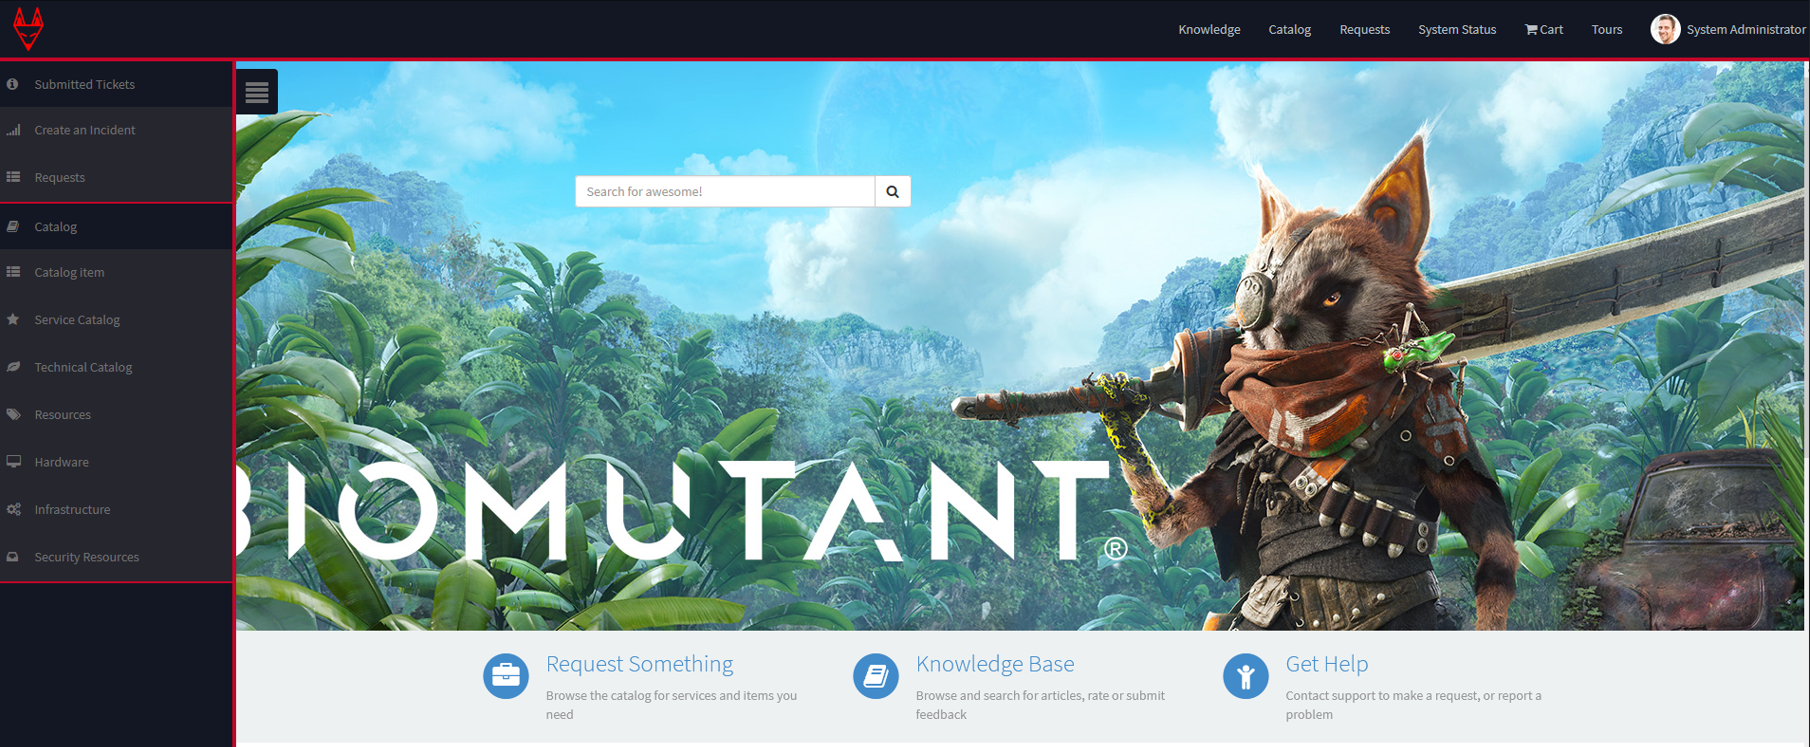 Knowledge
Catalog
Requests
System Status
Cart
Tours
System Administrator
Submitted Tickets
Create an Incident
Requests
Catalog
Catalog item
Service Catalog
Technical Catalog
Resources
Hardware
Infrastructure
Security Resources
Search for awesome!
BIOMUTANT®
Request Something
Browse the catalog for services and items you
need
Knowledge Base
Browse and search for articles, rate or submit
feedback
Get Help
Contact support to make a request, or report a
problem